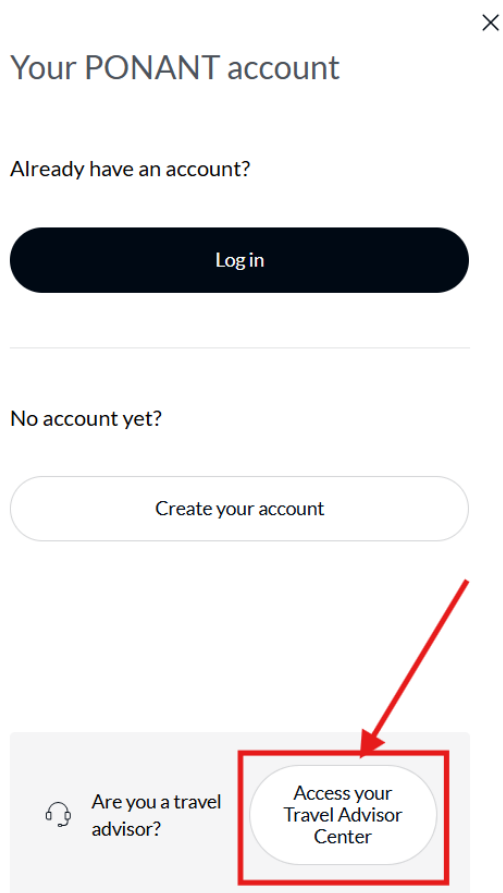 Your PONANT account
Already have an account?
Log in
No account yet?
Create your account
Are you a travel
advisor?
Access your
Travel Advisor
Center